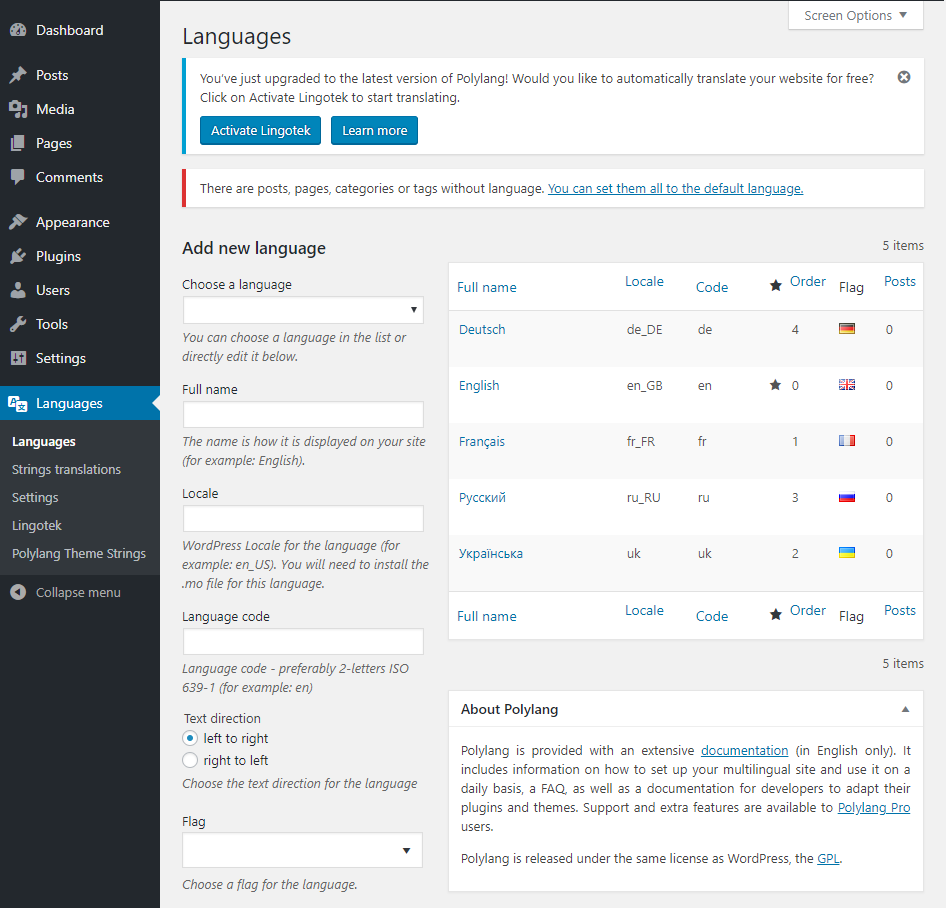 Screen Options
Dashboard
Posts
Media
Pages
Comments
Appearance
Plugins
Users
Tools
Settings
Languages
Languages
Strings translations
Settings
Lingotek
Polylang Theme Strings
Collapse menu
Languages
You've just upgraded to the latest version of Polylang! Would you like to automatically translate your website for free?
Click on Activate Lingotek to start translating.
Activate Lingotek Learn more
There are posts, pages, categories or tags without language. You can set them all to the default language.
Add new language
Choose a language
You can choose a language in the list or
directly edit it below.
Full name
The name is how it is displayed on your site
(for example: English).
Locale
WordPress Locale for the language (for
example: en_US). You will need to install the
.mo file for this language.
Language code
Language code - preferably 2-letters ISO
639-1 (for example: en)
Text direction
left to right
right to left
Choose the text direction for the language
Flag
Choose a flag for the language.
5 items
Full name Locale Code Order Flag Posts
Deutsch de_DE de 4 0
English en_GB en 0 0
Français fr_FR fr 1 0
Русский ru_RU ru 3 0
Українська uk uk 2 0
Full name Locale Code Order Flag Posts
5 items
About Polylang
Polylang is provided with an extensive documentation (in English only). It
includes information on how to set up your multilingual site and use it on a
daily basis, a FAQ, as well as a documentation for developers to adapt their
plugins and themes. Support and extra features are available to Polylang Pro
users.
Polylang is released under the same license as WordPress, the GPL.